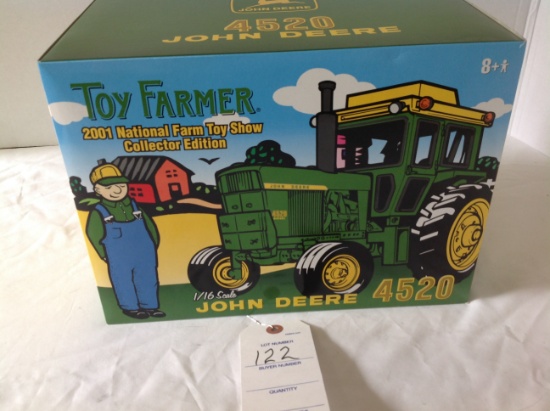 JOHN DEERE
4520
JOHN DEERE
8+
TOY FARMER
2001 National Farm Toy Show
Collector Edition
JOHN DEERE
4520
1/16 Scale
JOHN DEERE 4520
LOT NUMBER
122
BUYER NUMBER
QUANTITY